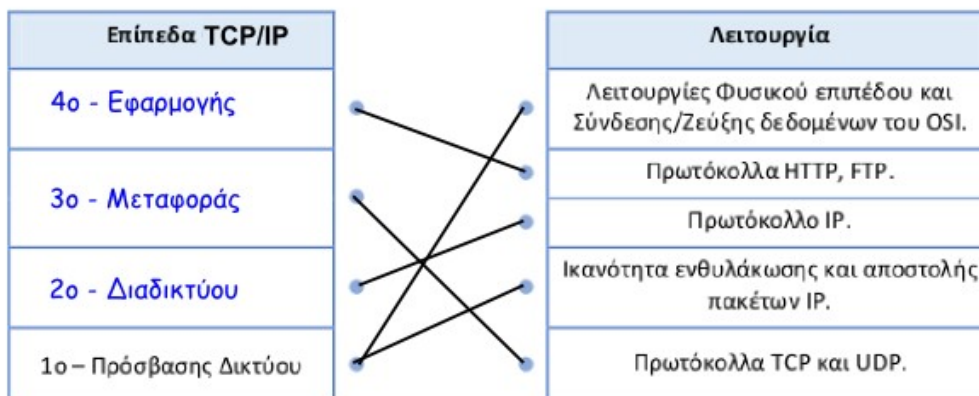 Επίπεδα TCP/IP
4ο - Εφαρμογής
3ο - Μεταφοράς
2ο - Διαδικτύου
1ο – Πρόσβασης Δικτύου
Λειτουργία
Λειτουργίες Φυσικού επιπέδου και
Σύνδεσης/Ζεύξης δεδομένων του OSI.
Πρωτόκολλα HTTP, FTP.
Πρωτόκολλο IP.
Ικανότητα ενθυλάκωσης και αποστολής
πακέτων IP.
Πρωτόκολλα TCP και UDP.